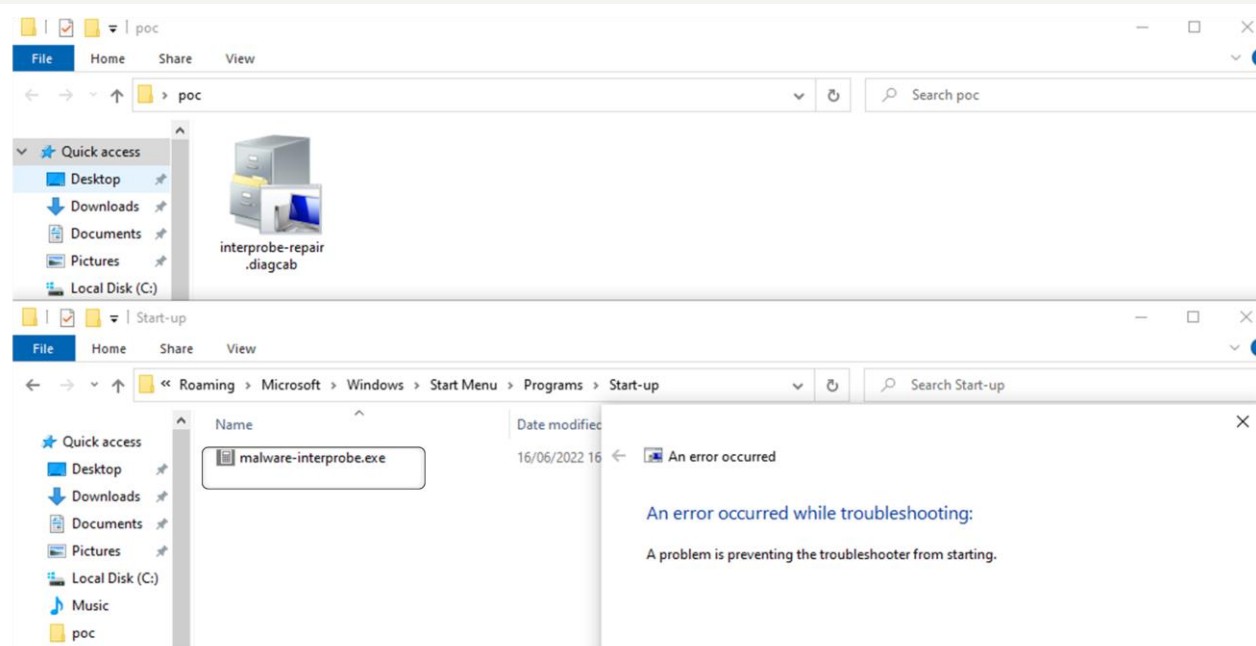 poc
File Home Share View
poc
Search poc
Quick access
Desktop
Downloads
Documents
Pictures
Local Disk (C:)
interprobe-repair
.diagcab
Start-up
File Home Share View
« Roaming > Microsoft > Windows > Start Menu > Programs > Start-up
Search Start-up
Name Date modified
Quick access
Desktop
Downloads
Documents
Pictures
Local Disk (C:)
Music
poc
malware-interprobe.exe 16/06/2022 16
An error occurred
An error occurred while troubleshooting:
A problem is preventing the troubleshooter from starting.